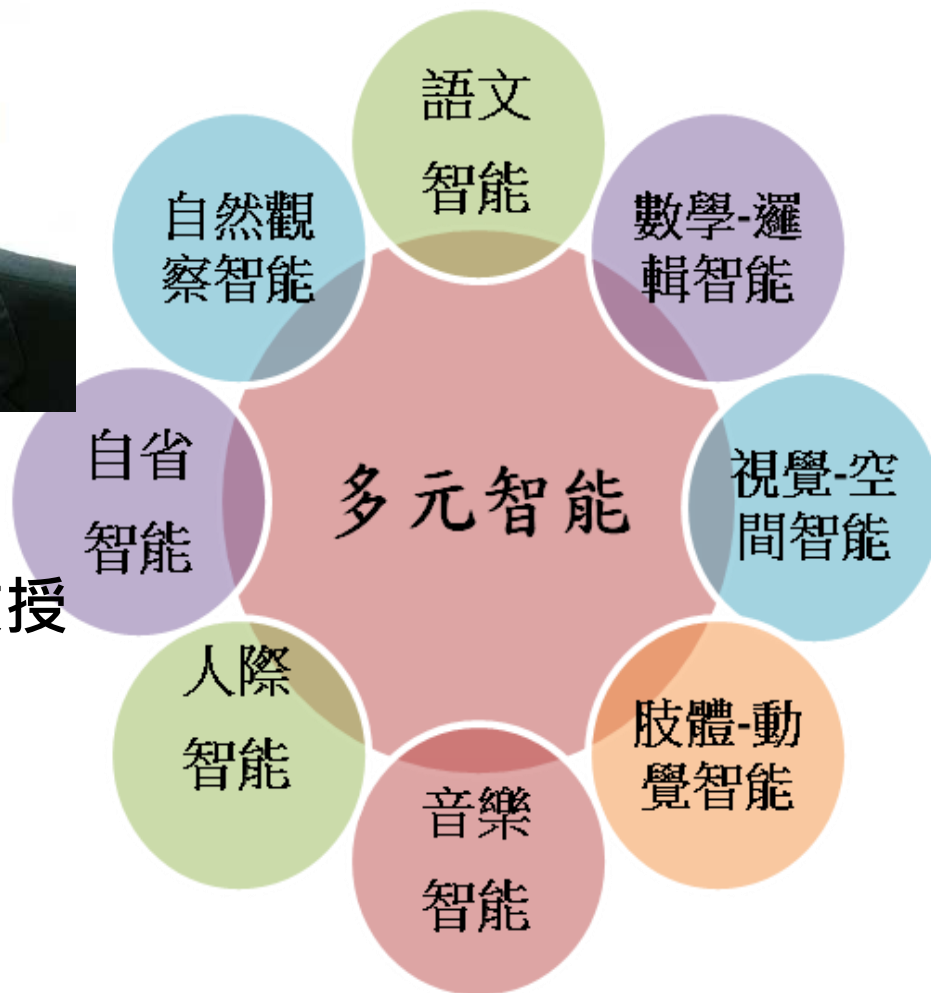 語文
智能
數學-邏
輯智能
視覺-空
間智能
肢體-動
覺智能
音樂
智能
人際
智能
自省
智能
自然觀
察智能
多元智能
授